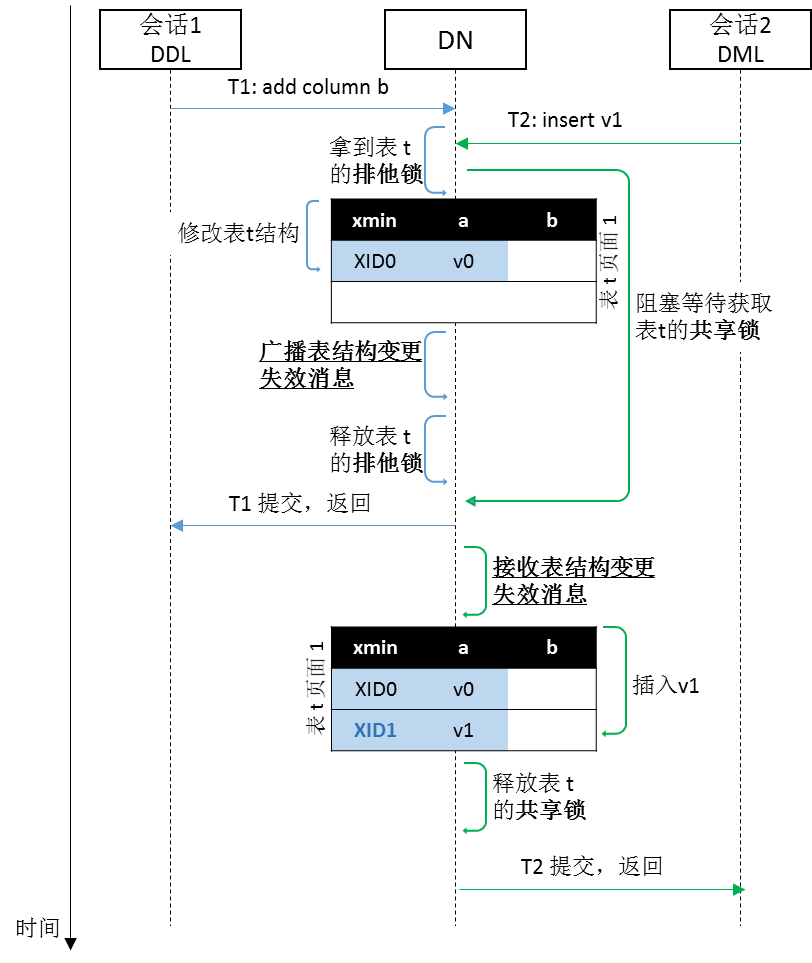 会话1
DDL
DN
会话2
DML
T1: add column b
T2: insert v1
拿到表 t
的排他锁
修改表t结构
xmin a b
XID0 v0
表 t 页面 1
阻塞等待获取
表t的共享锁
广播表结构变更
失效消息
释放表 t
的排他锁
T1 提交，返回
接收表结构变更
失效消息
表 t 页面 1
xmin a b
XID0 v0
XID1 v1
插入v1
释放表 t
的共享锁
T2 提交，返回
时间